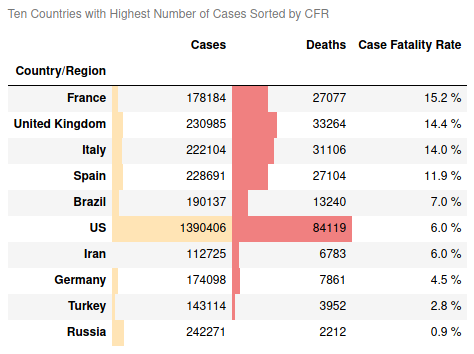 Ten Countries with Highest Number of Cases Sorted by CFR
Cases Deaths Case Fatality Rate
Country/Region
France 178184 27077 15.2 %
United Kingdom 230985 33264 14.4 %
Italy 222104 31106 14.0 %
Spain 228691 27104 11.9 %
Brazil 190137 13240 7.0 %
US 1390406 84119 6.0 %
Iran 112725 6783 6.0 %
Germany 174098 7861 4.5 %
Turkey 143114 3952 2.8 %
Russia 242271 2212 0.9 %